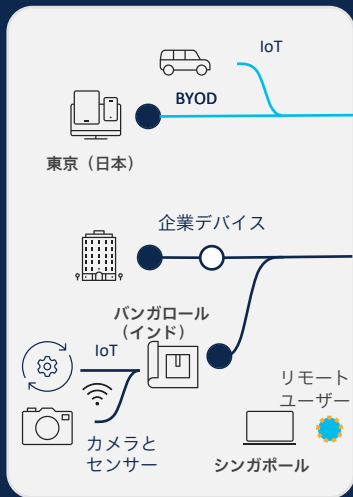 IoT
BYOD
東京（日本）
企業デバイス
バンガロール
（インド）
IoT
カメラと
センサー
リモート
ユーザー
シンガポール